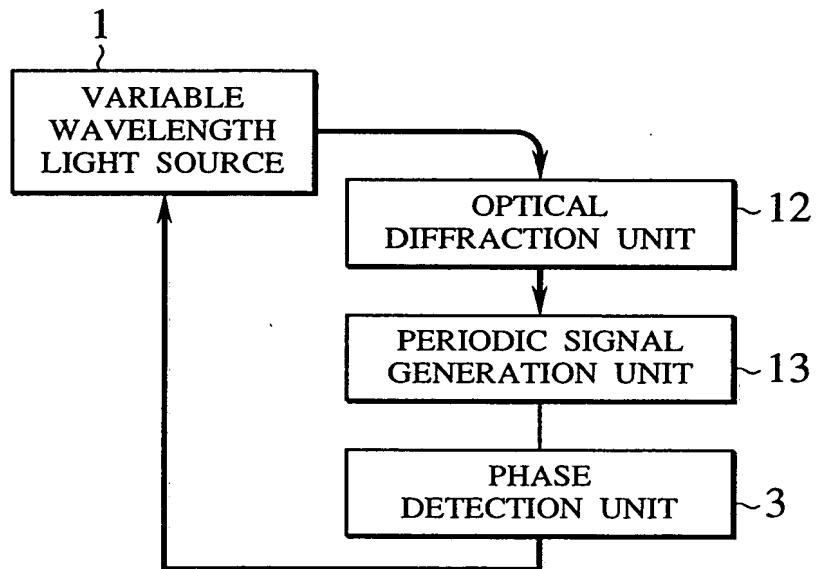 1
VARIABLE
WAVELENGTH
LIGHT SOURCE
OPTICAL
DIFFRACTION UNIT
12
PERIODIC SIGNAL
GENERATION UNIT
13
PHASE
DETECTION UNIT
3